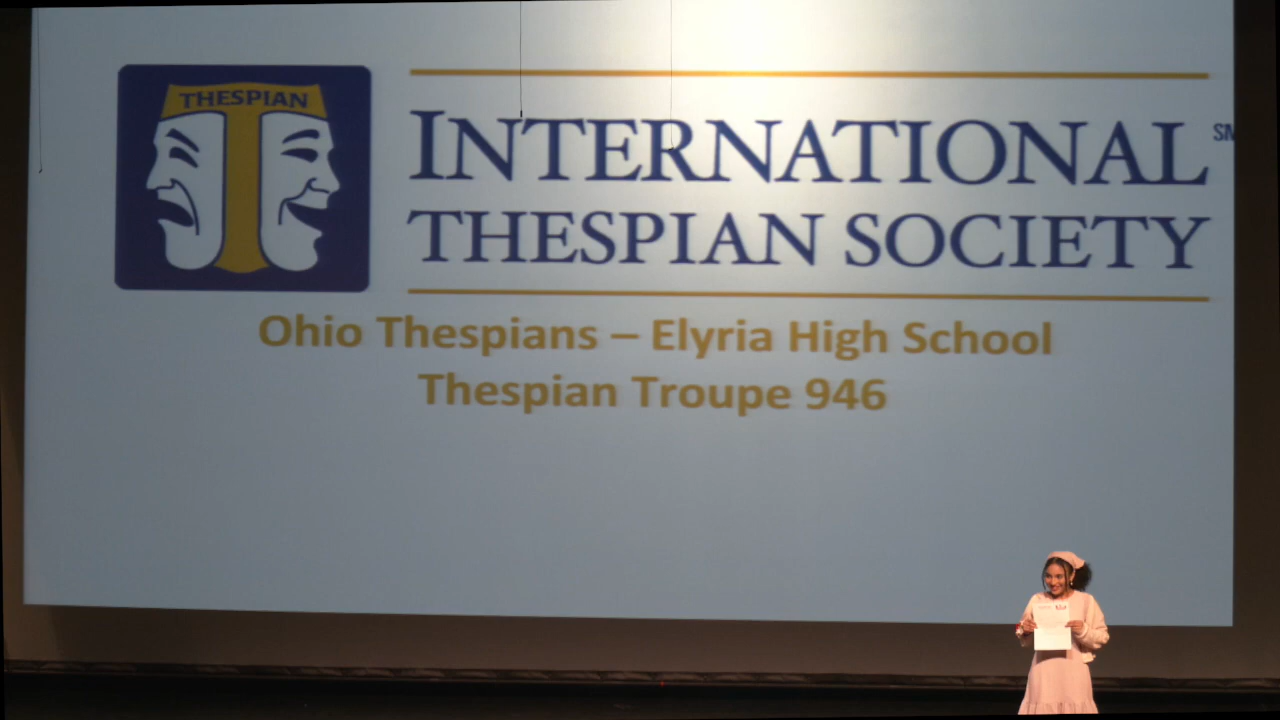 THESPIAN
INTERNATIONAL SM
THESPIAN SOCIETY
Ohio Thespians – Elyria High School
Thespian Troupe 946